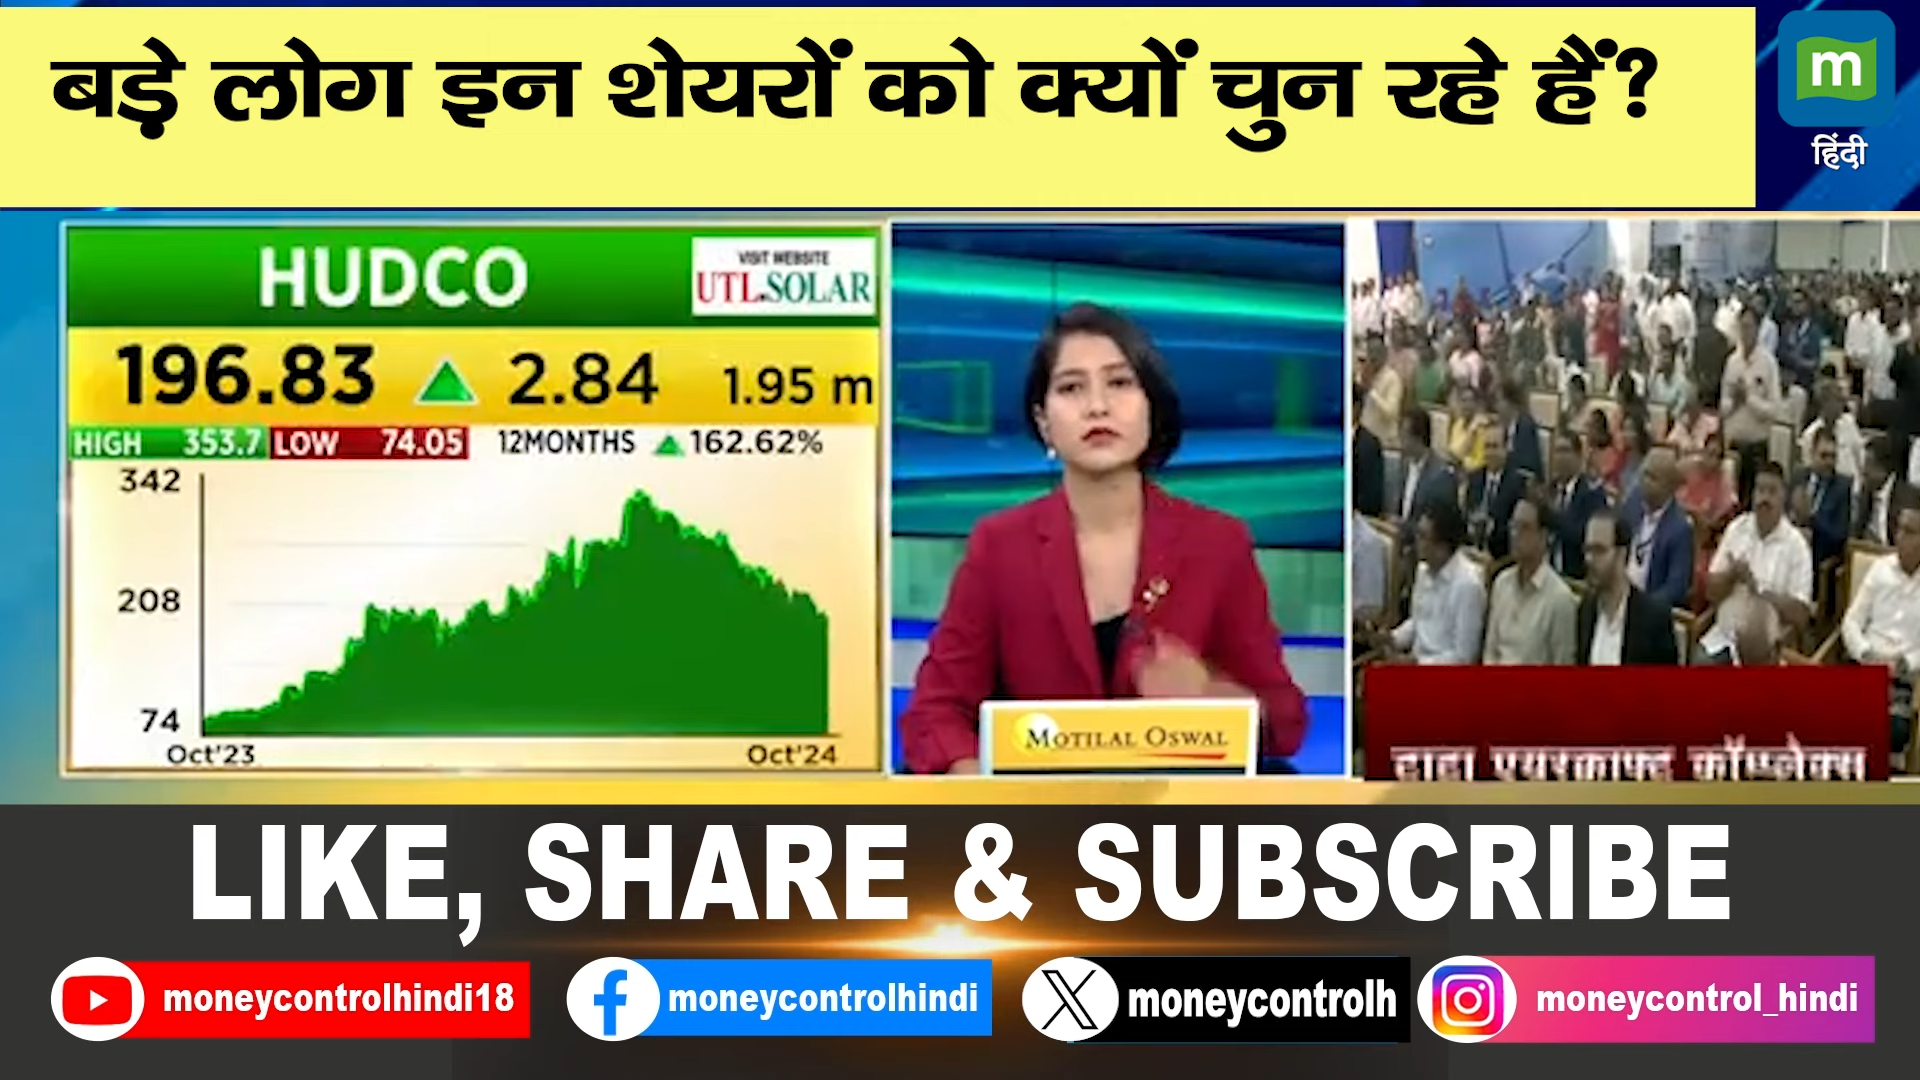 बड़े लोग इन शेयरों को क्यों चुन रहे हैं?
m
हिंदी
HUDCO
VISIT WEBSITE
UTL SOLAR
196.83 ▲ 2.84 1.95 m
HIGH 353.7 LOW 74.05 12MONTHS ▲ 162.62%
342
208
74
Oct'23 Oct'24
MOTILAL OSWAL
LIKE, SHARE & SUBSCRIBE
moneycontrolhindi18 moneycontrolhindi moneycontrolh moneycontrol_hindi